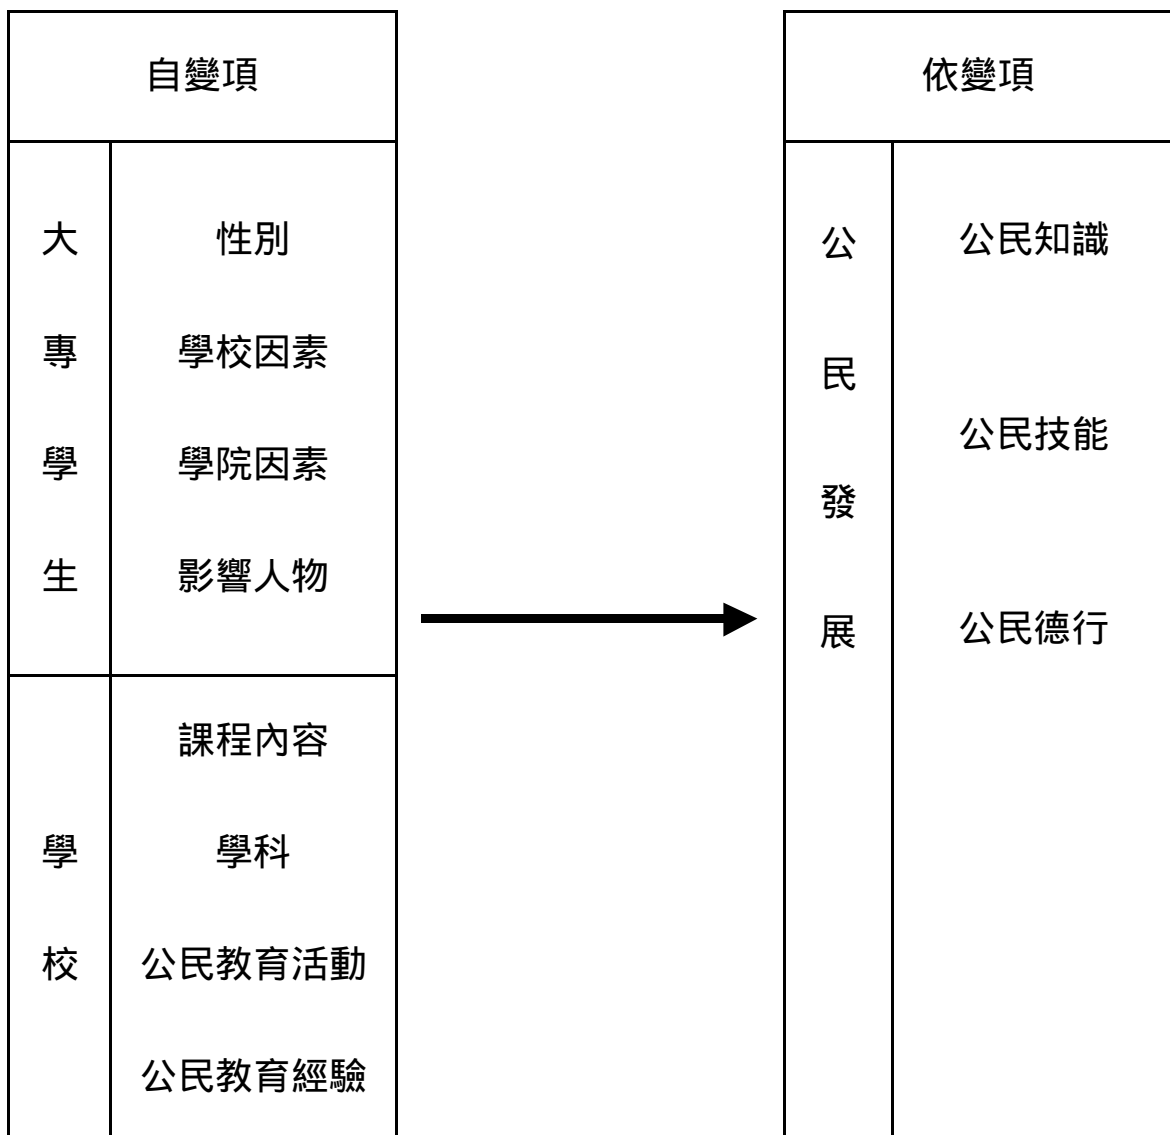 自變項
大專學生
性別
學校因素
學院因素
影響人物
學校
課程內容
學科
公民教育活動
公民教育經驗
依變項
公民發展
公民知識
公民技能
公民德行